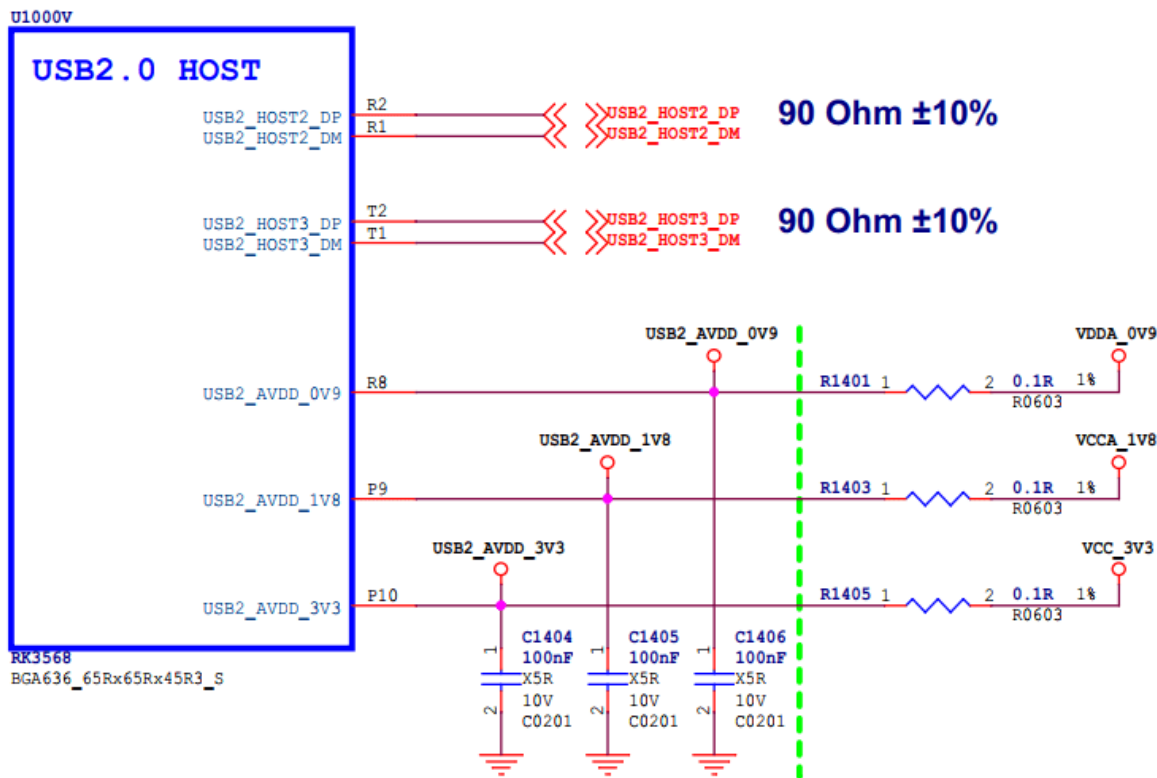 U1000V
USB2.0 HOST
USB2_HOST2_DP R2 USB2_HOST2_DP 90 Ohm ±10%
USB2_HOST2_DM R1 USB2_HOST2_DM
USB2_HOST3_DP T2 USB2_HOST3_DP 90 Ohm ±10%
USB2_HOST3_DM T1 USB2_HOST3_DM
USB2_AVDD_0V9 VDDA_0V9
USB2_AVDD_0V9 R8 R1401 1 2 0.1R 1%
R0603
USB2_AVDD_1V8 VCCA_1V8
USB2_AVDD_1V8 P9 R1403 1 2 0.1R 1%
R0603
USB2_AVDD_3V3 VCC_3V3
USB2_AVDD_3V3 P10 R1405 1 2 0.1R 1%
R0603
C1404 C1405 C1406
1 100nF 1 100nF 1 100nF
X5R X5R X5R
2 10V 2 10V 2 10V
C0201 C0201 C0201
RK3568
BGA636_65Rx65Rx45R3_S